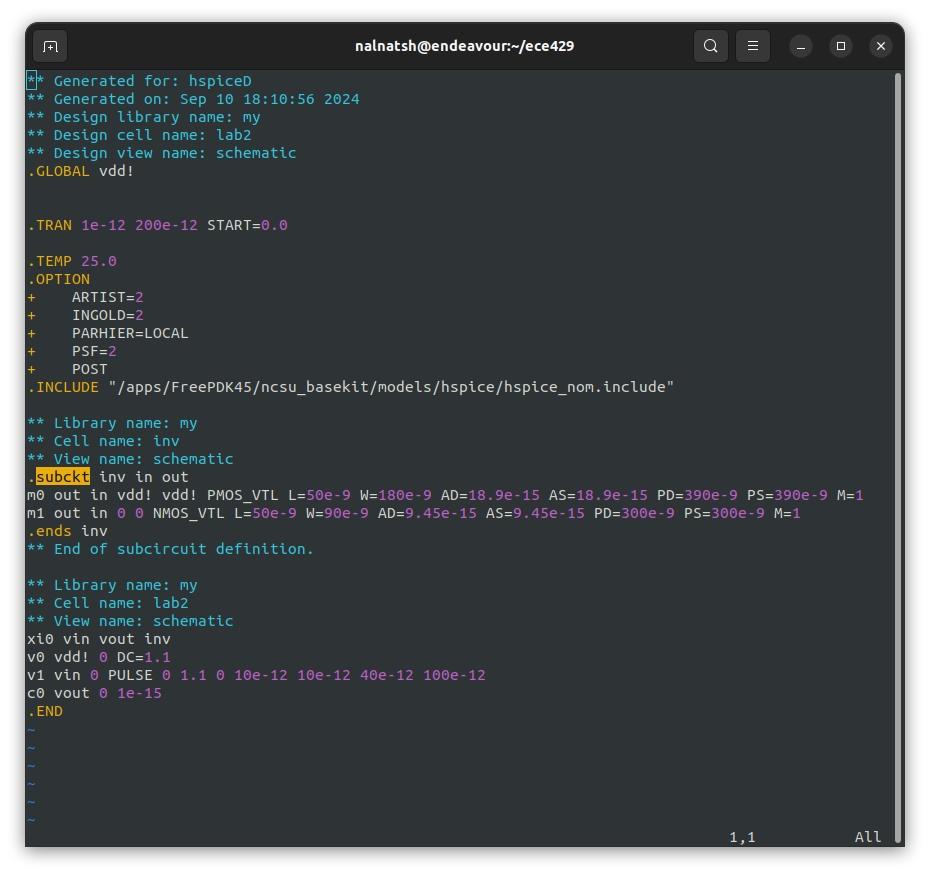 nalnatsh@endeavour:~/ece429
** Generated for: hspiceD
** Generated on: Sep 10 18:10:56 2024
** Design library name: my
** Design cell name: lab2
** Design view name: schematic
.GLOBAL vdd!
.TRAN 1e-12 200e-12 START=0.0
.TEMP 25.0
.OPTION
+    ARTIST=2
+    INGOLD=2
+    PARHIER=LOCAL
+    PSF=2
+    POST
.INCLUDE "/apps/FreePDK45/ncsu_basekit/models/hspice/hspice_nom.include"
** Library name: my
** Cell name: inv
** View name: schematic
.subckt inv in out
m0 out in vdd! vdd! PMOS_VTL L=50e-9 W=180e-9 AD=18.9e-15 AS=18.9e-15 PD=390e-9 PS=390e-9 M=1
m1 out in 0 0 NMOS_VTL L=50e-9 W=90e-9 AD=9.45e-15 AS=9.45e-15 PD=300e-9 PS=300e-9 M=1
.ends inv
** End of subcircuit definition.
** Library name: my
** Cell name: lab2
** View name: schematic
xi0 vin vout inv
v0 vdd! 0 DC=1.1
v1 vin 0 PULSE 0 1.1 0 10e-12 10e-12 40e-12 100e-12
c0 vout 0 1e-15
.END
~
~
~
~
~
~
1,1 All